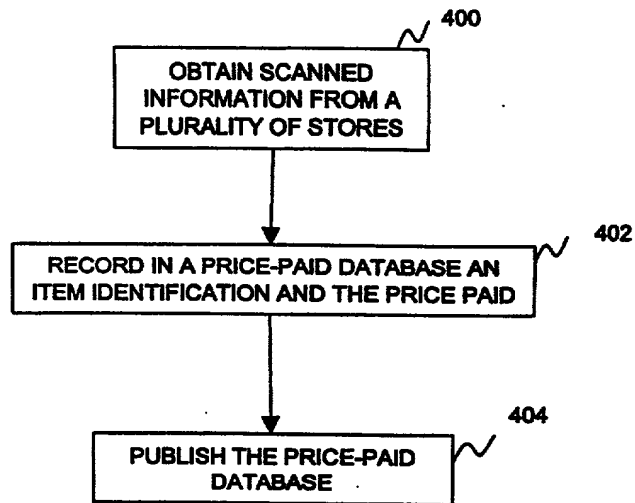 400
OBTAIN SCANNED
INFORMATION FROM A
PLURALITY OF STORES
402
RECORD IN A PRICE-PAID DATABASE AN
ITEM IDENTIFICATION AND THE PRICE PAID
404
PUBLISH THE PRICE-PAID
DATABASE